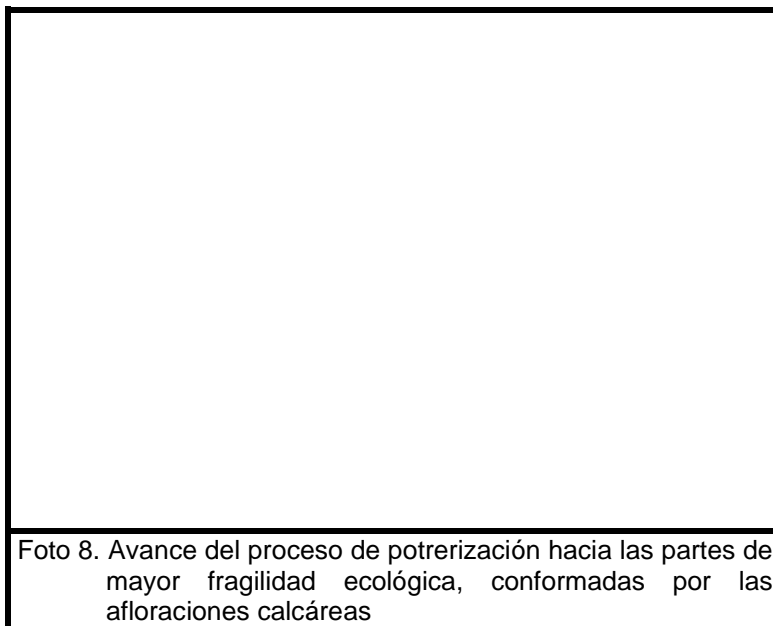 Foto 8. Avance del proceso de potrerización hacia las partes de
mayor fragilidad ecológica, conformadas por las
afloraciones calcáreas